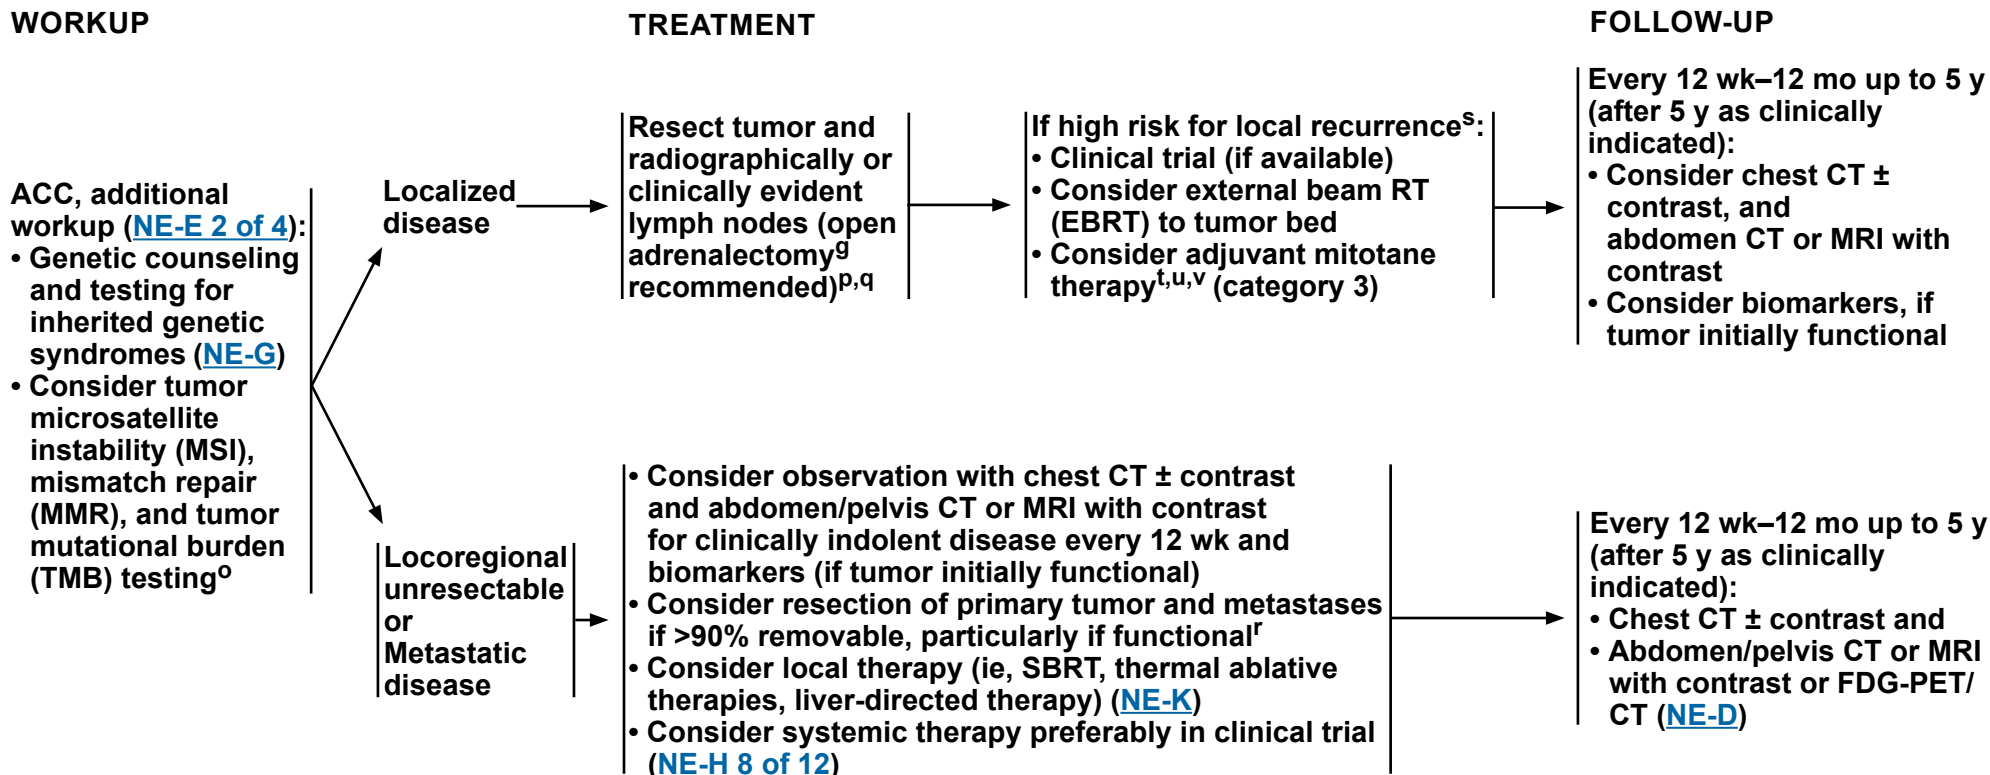 WORKUP
TREATMENT
FOLLOW-UP
ACC, additional
workup (NE-E 2 of 4):
• Genetic counseling
and testing for
inherited genetic
syndromes (NE-G)
• Consider tumor
microsatellite
instability (MSI),
mismatch repair
(MMR), and tumor
mutational burden
(TMB) testingᵒ
Localized
disease
Resect tumor and
radiographically or
clinically evident
lymph nodes (open
adrenalectomyᵍ
recommended)ᵖ,q
If high risk for local recurrenceˢ:
• Clinical trial (if available)
• Consider external beam RT
(EBRT) to tumor bed
• Consider adjuvant mitotane
therapyᵗ,ᵘ,ᵛ (category 3)
Every 12 wk–12 mo up to 5 y
(after 5 y as clinically
indicated):
• Consider chest CT ±
contrast, and
abdomen CT or MRI with
contrast
• Consider biomarkers, if
tumor initially functional
Locoregional
unresectable
or
Metastatic
disease
• Consider observation with chest CT ± contrast
and abdomen/pelvis CT or MRI with contrast
for clinically indolent disease every 12 wk and
biomarkers (if tumor initially functional)
• Consider resection of primary tumor and metastases
if >90% removable, particularly if functionalʳ
• Consider local therapy (ie, SBRT, thermal ablative
therapies, liver-directed therapy) (NE-K)
• Consider systemic therapy preferably in clinical trial
(NE-H 8 of 12)
Every 12 wk–12 mo up to 5 y
(after 5 y as clinically
indicated):
• Chest CT ± contrast and
• Abdomen/pelvis CT or MRI
with contrast or FDG-PET/
CT (NE-D)